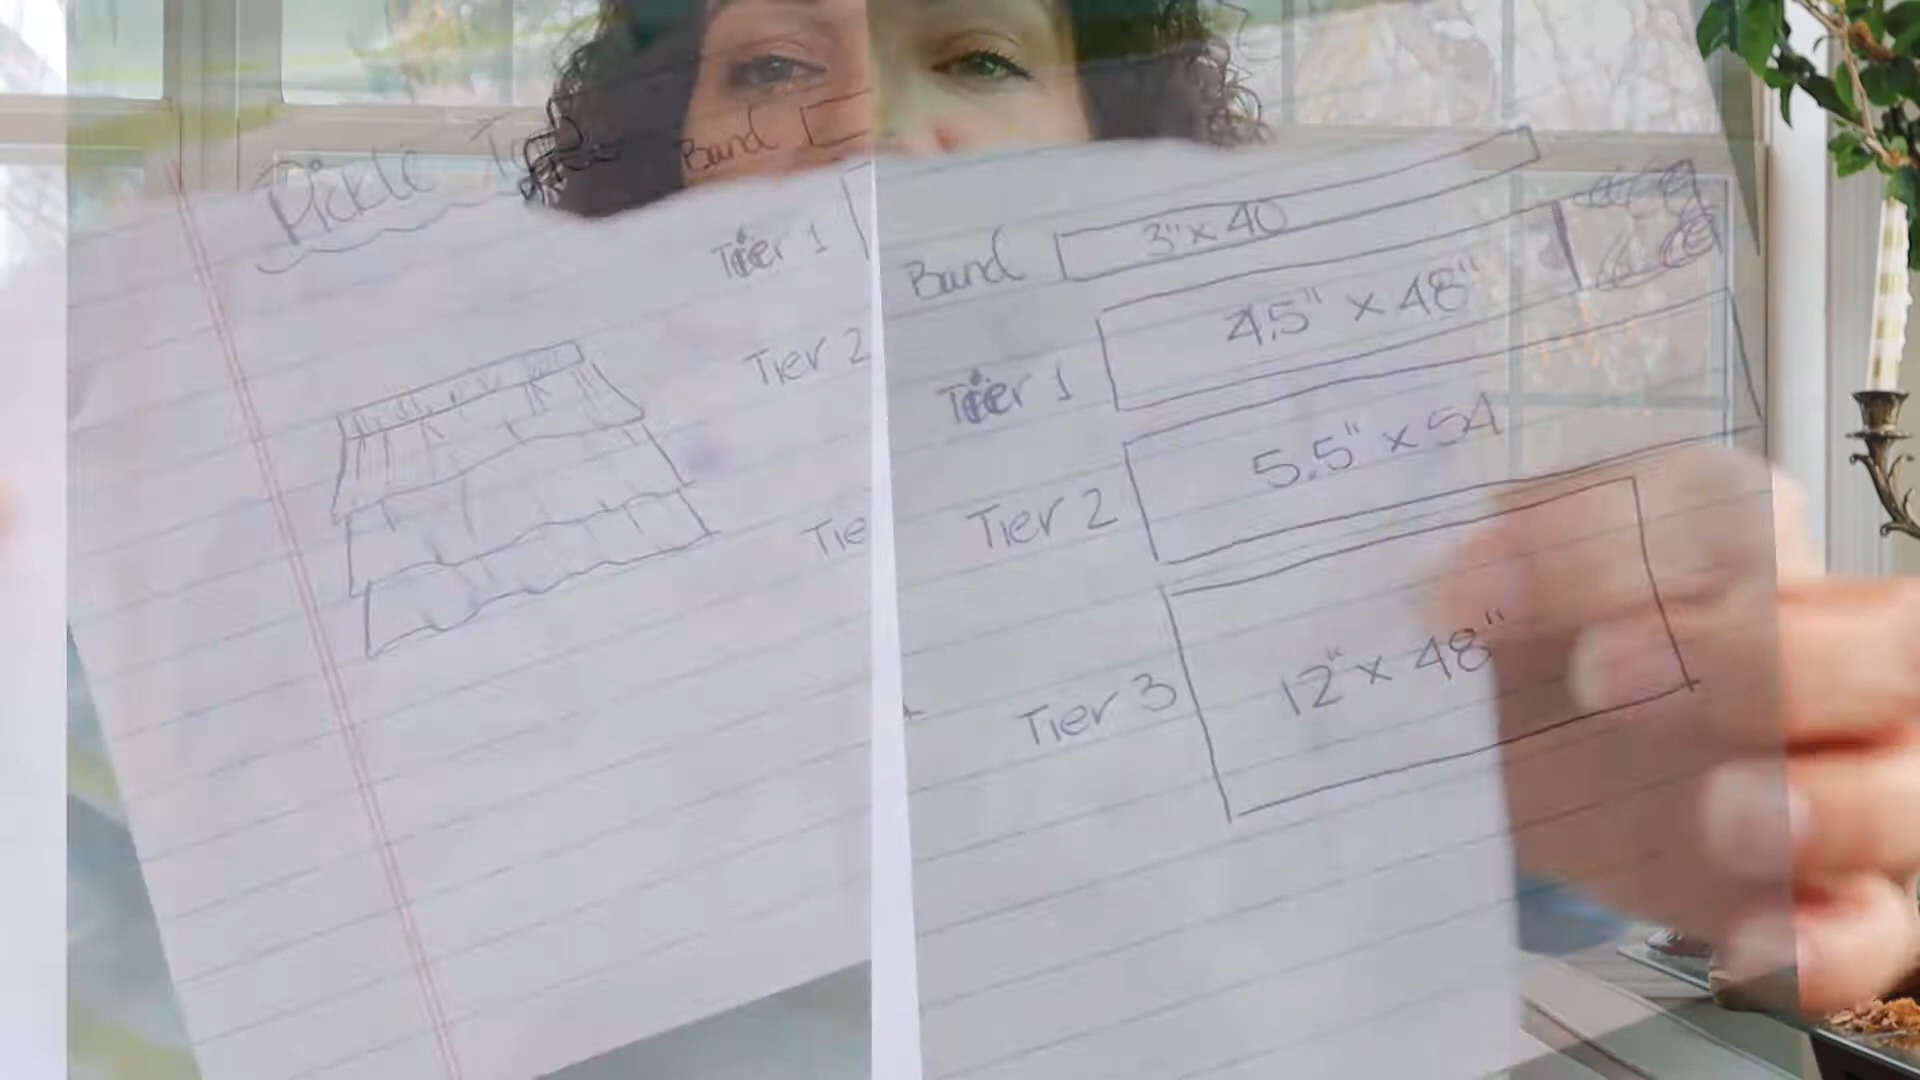 Pickle
Band
Tier 1
Tier 2
Tie
Band 3" x 40
Tier 1 4.5" x 48"
Tier 2 5.5" x 54
Tier 3 12" x 48"